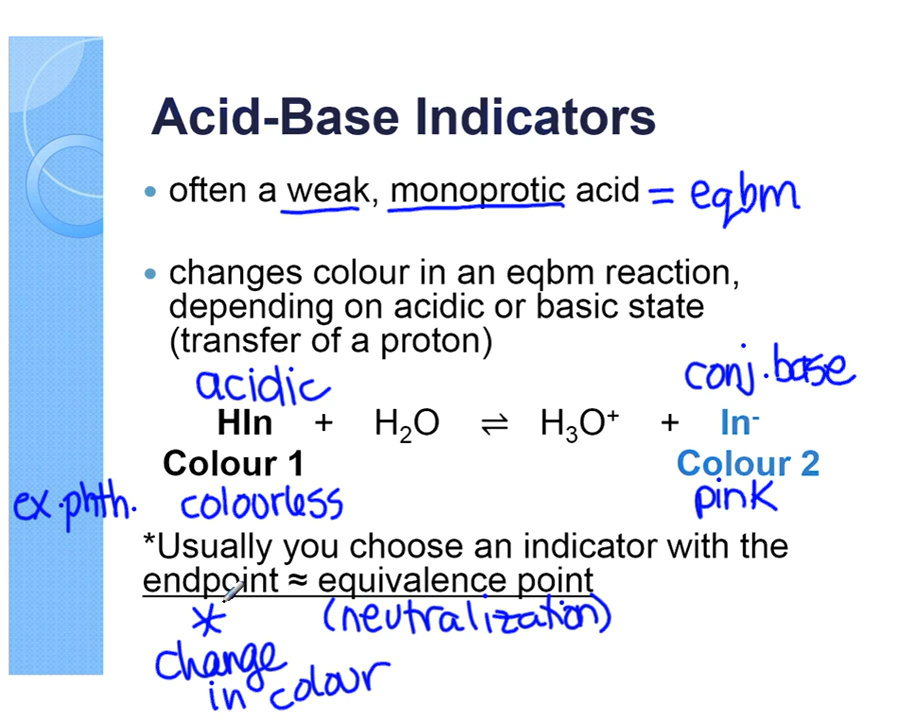 Acid-Base Indicators
• often a weak, monoprotic acid = eqbm
• changes colour in an eqbm reaction,
depending on acidic or basic state
(transfer of a proton)
acidic conj. base
HIn + H₂O ⇌ H₃O⁺ + In⁻
Colour 1 Colour 2
ex. phth. colourless pink
*Usually you choose an indicator with the
endpoint ≈ equivalence point
* (neutralization)
change
in colour